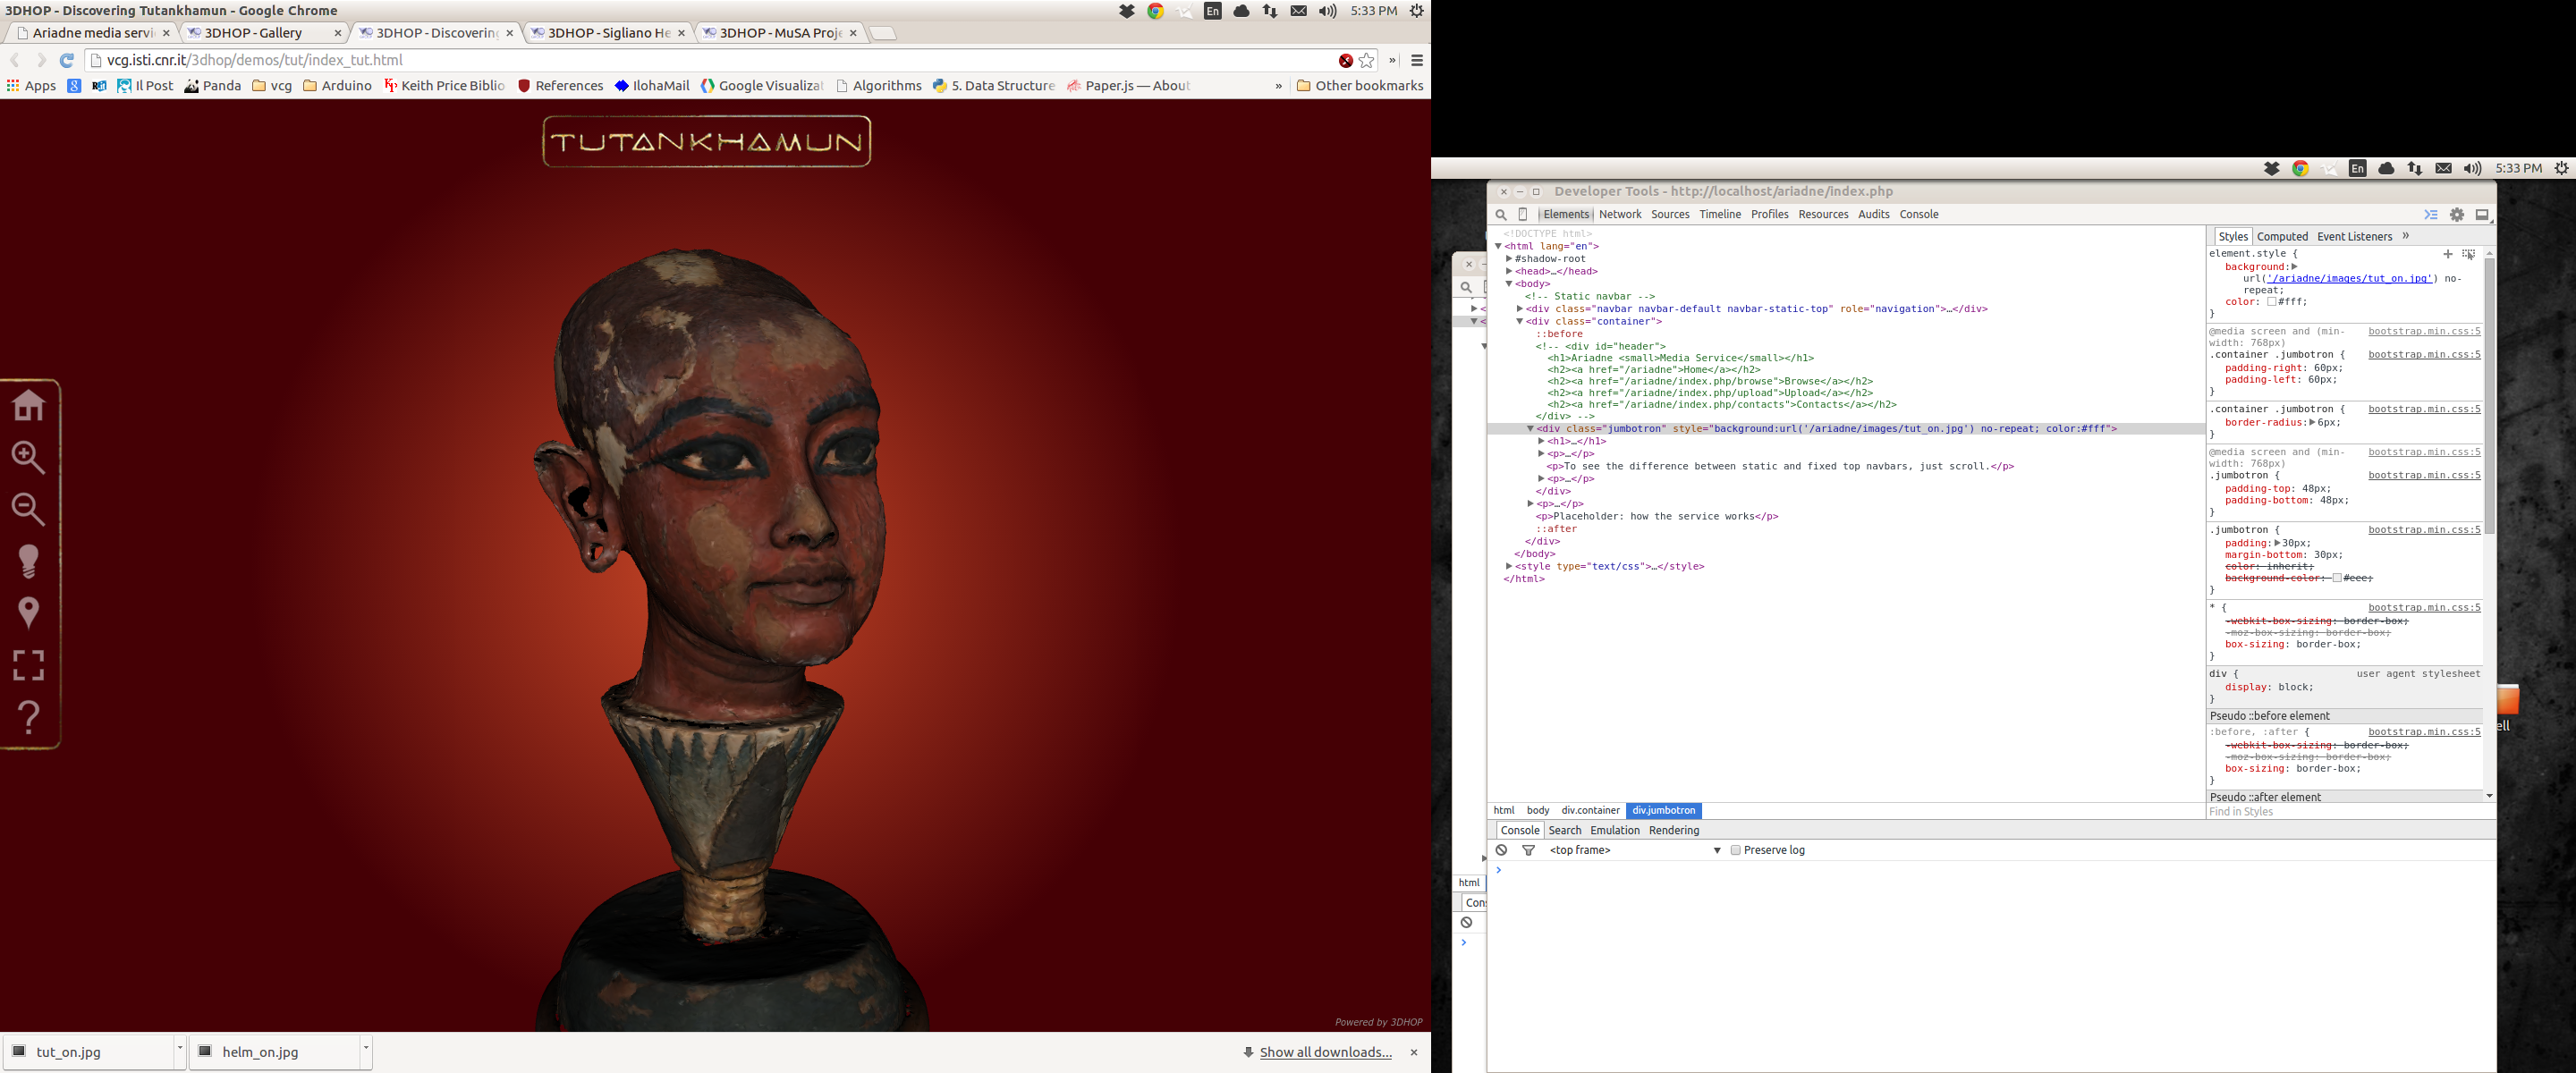 3DHOP - Discovering Tutankhamun - Google Chrome
En
5:33 PM
Ariadne media servi
3DHOP - Gallery
3DHOP - Discovering
3DHOP - Sigliano He
3DHOP - MuSA Proje
vcg.isti.cnr.it/3dhop/demos/tut/index_tut.html
Apps
Il Post
Panda
vcg
Arduino
Keith Price Biblio
References
IlohaMail
Google Visualizat
Algorithms
5. Data Structure
Paper.js — About
»
Other bookmarks
TUTANKHAMUN
Powered by 3DHOP
tut_on.jpg
helm_on.jpg
Show all downloads...
En
5:33 PM
Developer Tools - http://localhost/ariadne/index.php
Elements Network Sources Timeline Profiles Resources Audits Console
<!DOCTYPE html>
<html lang="en">
#shadow-root
<head>…</head>
<body>
<!-- Static navbar -->
<div class="navbar navbar-default navbar-static-top" role="navigation">…</div>
<div class="container">
::before
<!-- <div id="header">
<h1>Ariadne <small>Media Service</small></h1>
<h2><a href="/ariadne">Home</a></h2>
<h2><a href="/ariadne/index.php/browse">Browse</a></h2>
<h2><a href="/ariadne/index.php/upload">Upload</a></h2>
<h2><a href="/ariadne/index.php/contacts">Contacts</a></h2>
</div> -->
<div class="jumbotron" style="background:url('/ariadne/images/tut_on.jpg') no-repeat; color:#fff">
<h1>…</h1>
<p>…</p>
<p>To see the difference between static and fixed top navbars, just scroll.</p>
<p>…</p>
</div>
<p>…</p>
<p>Placeholder: how the service works</p>
::after
</div>
</body>
<style type="text/css">…</style>
</html>
html body div.container div.jumbotron
Styles Computed Event Listeners »
element.style {
background:
url('/ariadne/images/tut_on.jpg') no-
repeat;
color: #fff;
}
@media screen and (min- bootstrap.min.css:5
width: 768px)
.container .jumbotron { bootstrap.min.css:5
padding-right: 60px;
padding-left: 60px;
}
.container .jumbotron { bootstrap.min.css:5
border-radius: 6px;
}
@media screen and (min- bootstrap.min.css:5
width: 768px)
.jumbotron { bootstrap.min.css:5
padding-top: 48px;
padding-bottom: 48px;
}
.jumbotron { bootstrap.min.css:5
padding: 30px;
margin-bottom: 30px;
color: inherit;
background-color: #eee;
}
* { bootstrap.min.css:5
-webkit-box-sizing: border-box;
-moz-box-sizing: border-box;
box-sizing: border-box;
}
div { user agent stylesheet
display: block;
}
Pseudo ::before element
:before, :after { bootstrap.min.css:5
-webkit-box-sizing: border-box;
-moz-box-sizing: border-box;
box-sizing: border-box;
}
Pseudo ::after element
Find in Styles
Console Search Emulation Rendering
<top frame>
Preserve log
html
Con
ell